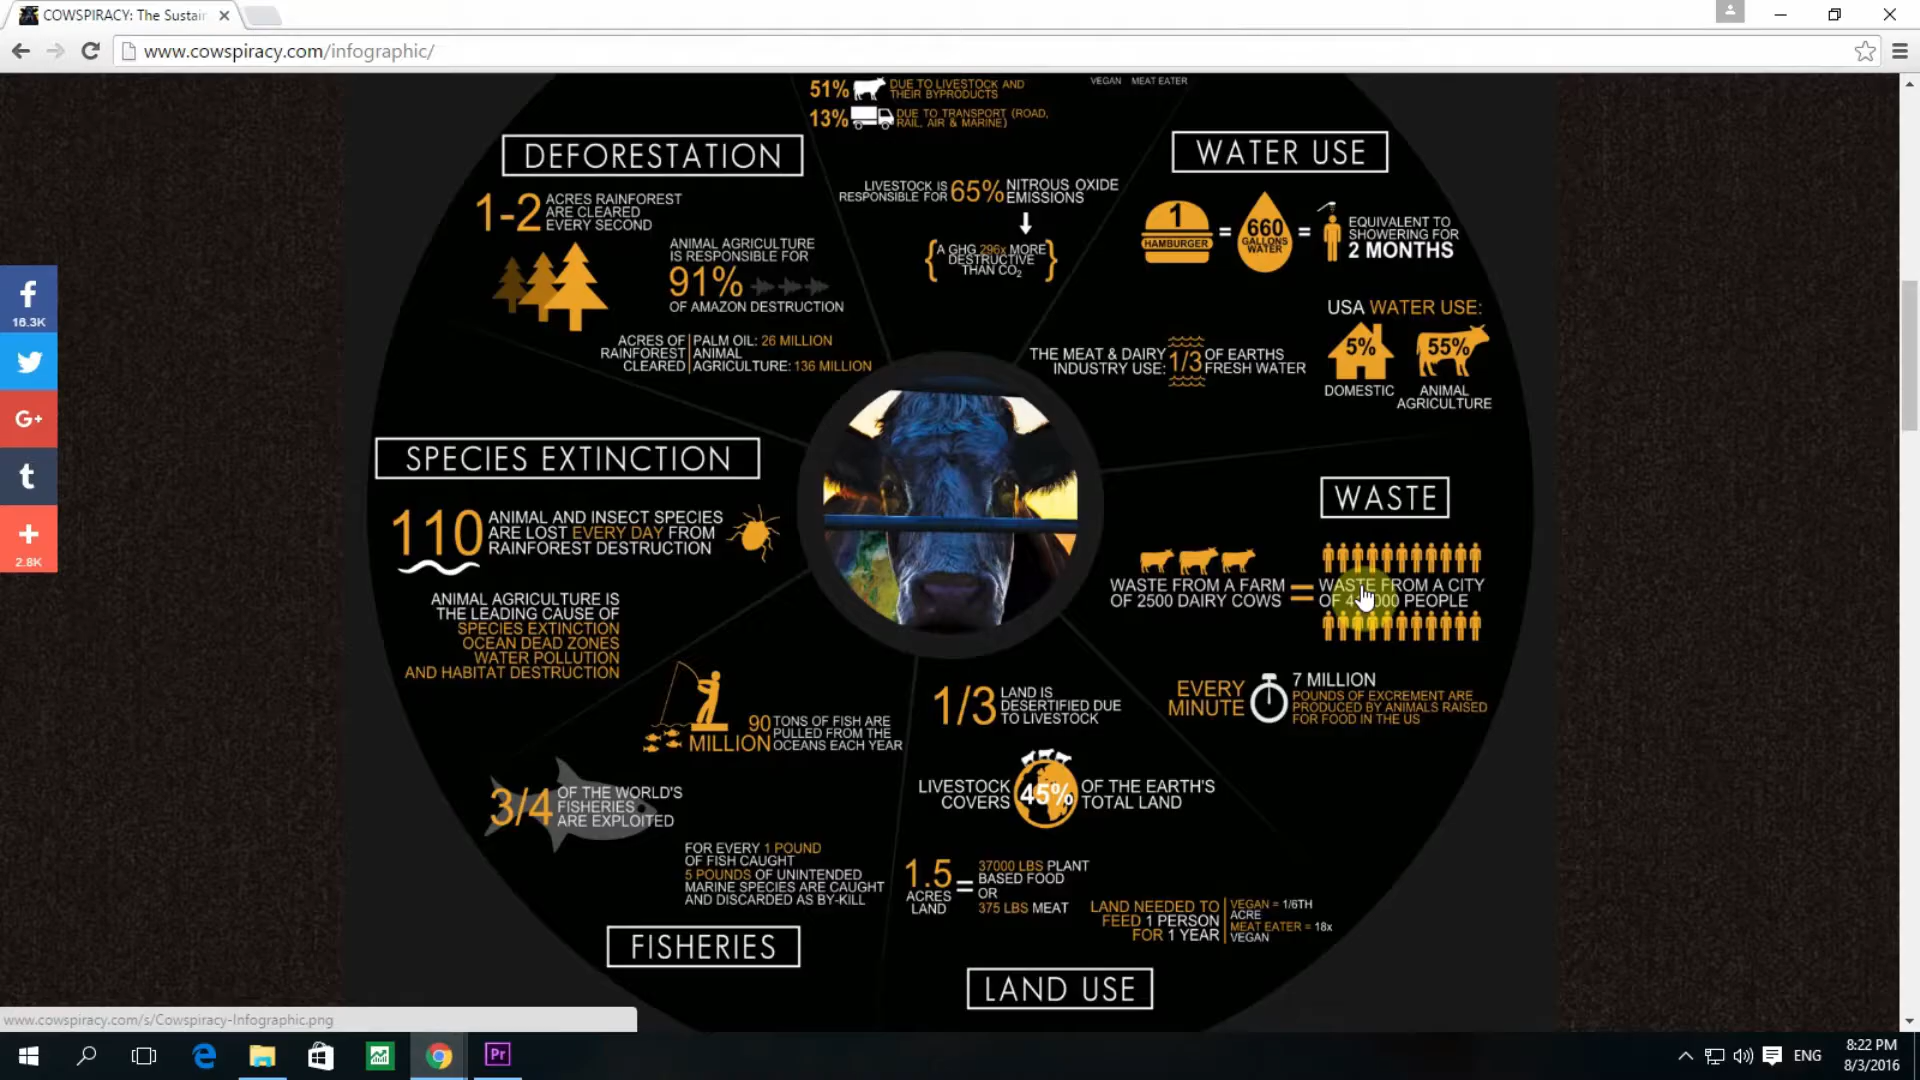 COWSPIRACY: The Sustain
www.cowspiracy.com/infographic/
51% DUE TO LIVESTOCK AND
THEIR BYPRODUCTS
13% DUE TO TRANSPORT (ROAD,
RAIL, AIR & MARINE)
VEGAN MEAT EATER
DEFORESTATION
1-2 ACRES RAINFOREST
ARE CLEARED
EVERY SECOND
ANIMAL AGRICULTURE
IS RESPONSIBLE FOR
91%
OF AMAZON DESTRUCTION
ACRES OF
RAINFOREST
CLEARED
PALM OIL: 26 MILLION
ANIMAL
AGRICULTURE: 136 MILLION
LIVESTOCK IS
RESPONSIBLE FOR
65% NITROUS OXIDE
EMISSIONS
{A GHG 296x MORE
DESTRUCTIVE
THAN CO2}
WATER USE
1
HAMBURGER
=
660
GALLONS
WATER
=
EQUIVALENT TO
SHOWERING FOR
2 MONTHS
USA WATER USE:
5%
DOMESTIC
55%
ANIMAL
AGRICULTURE
THE MEAT & DAIRY
INDUSTRY USE:
1/3 OF EARTHS
FRESH WATER
SPECIES EXTINCTION
110 ANIMAL AND INSECT SPECIES
ARE LOST EVERY DAY FROM
RAINFOREST DESTRUCTION
ANIMAL AGRICULTURE IS
THE LEADING CAUSE OF
SPECIES EXTINCTION
OCEAN DEAD ZONES
WATER POLLUTION
AND HABITAT DESTRUCTION
WASTE
WASTE FROM A FARM
OF 2500 DAIRY COWS
=
WASTE FROM A CITY
OF PEOPLE
EVERY
MINUTE
7 MILLION
POUNDS OF EXCREMENT ARE
PRODUCED BY ANIMALS RAISED
FOR FOOD IN THE US
90
MILLION
TONS OF FISH ARE
PULLED FROM THE
OCEANS EACH YEAR
3/4 OF THE WORLD'S
FISHERIES
ARE EXPLOITED
FOR EVERY 1 POUND
OF FISH CAUGHT
5 POUNDS OF UNINTENDED
MARINE SPECIES ARE CAUGHT
AND DISCARDED AS BY-KILL
FISHERIES
1/3 LAND IS
DESERTIFIED DUE
TO LIVESTOCK
LIVESTOCK
COVERS
45% OF THE EARTH'S
TOTAL LAND
1.5
ACRES
LAND
=
37000 LBS PLANT
BASED FOOD
OR
375 LBS MEAT
LAND NEEDED TO
FEED 1 PERSON
FOR 1 YEAR
VEGAN = 1/6TH
ACRE
MEAT EATER = 18x
VEGAN
LAND USE
f
16.3K
G+
t
+
2.8K
www.cowspiracy.com/s/Cowspiracy-Infographic.png
e
Pr
ENG
8:22 PM
8/3/2016